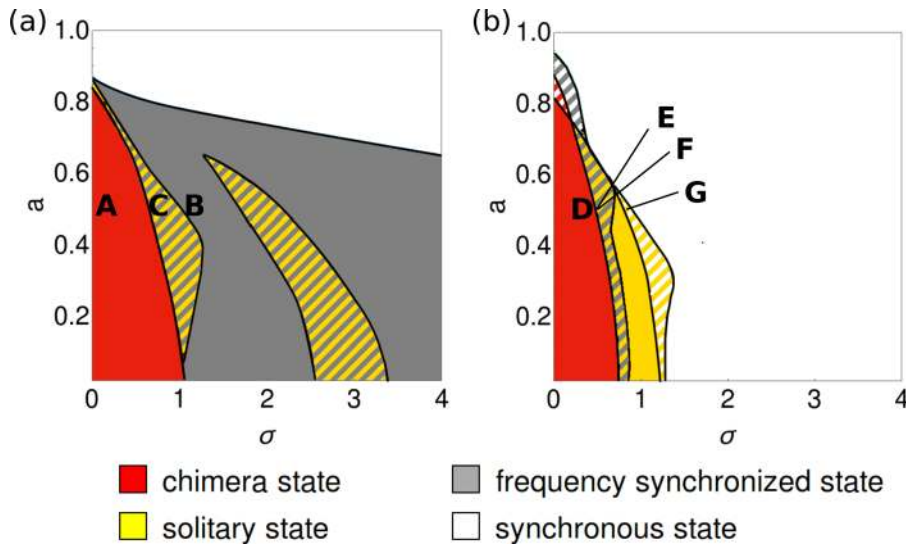 (a)
(b)
1.0
0.8
0.6
0.4
0.2
a
A
C
B
0 1 2 3 4
σ
1.0
0.8
0.6
0.4
0.2
a
E
F
D
G
0 1 2 3 4
σ
chimera state
frequency synchronized state
solitary state
synchronous state